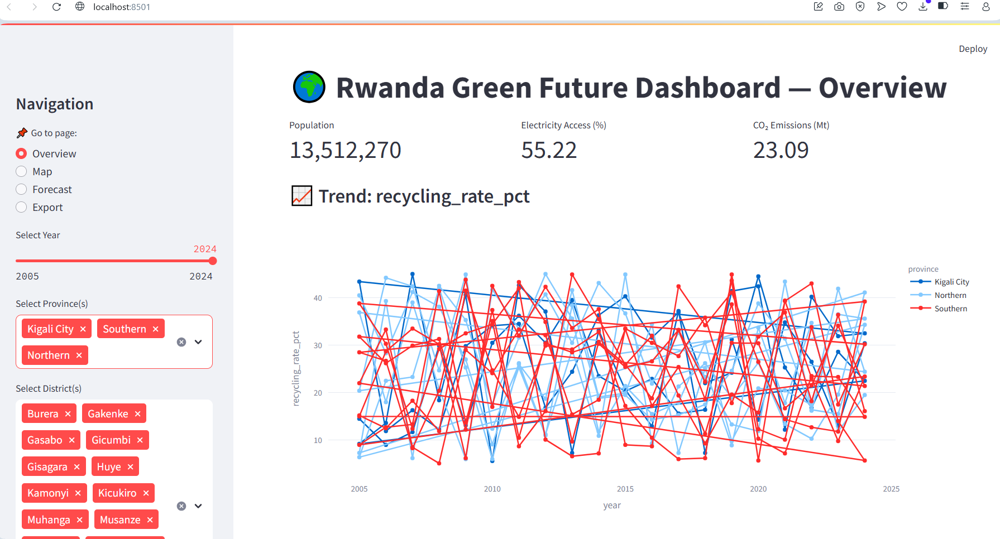 localhost:8501
Deploy
Navigation
Go to page:
Overview
Map
Forecast
Export
Select Year
2024
2005 2024
Select Province(s)
Kigali City × Southern ×
Northern ×
Select District(s)
Burera × Gakenke ×
Gasabo × Gicumbi ×
Gisagara × Huye ×
Kamonyi × Kicukiro ×
Muhanga × Musanze ×
Rwanda Green Future Dashboard — Overview
Population
13,512,270
Electricity Access (%)
55.22
CO₂ Emissions (Mt)
23.09
Trend: recycling_rate_pct
recycling_rate_pct
40
30
20
10
2005 2010 2015 2020 2025
year
province
Kigali City
Northern
Southern